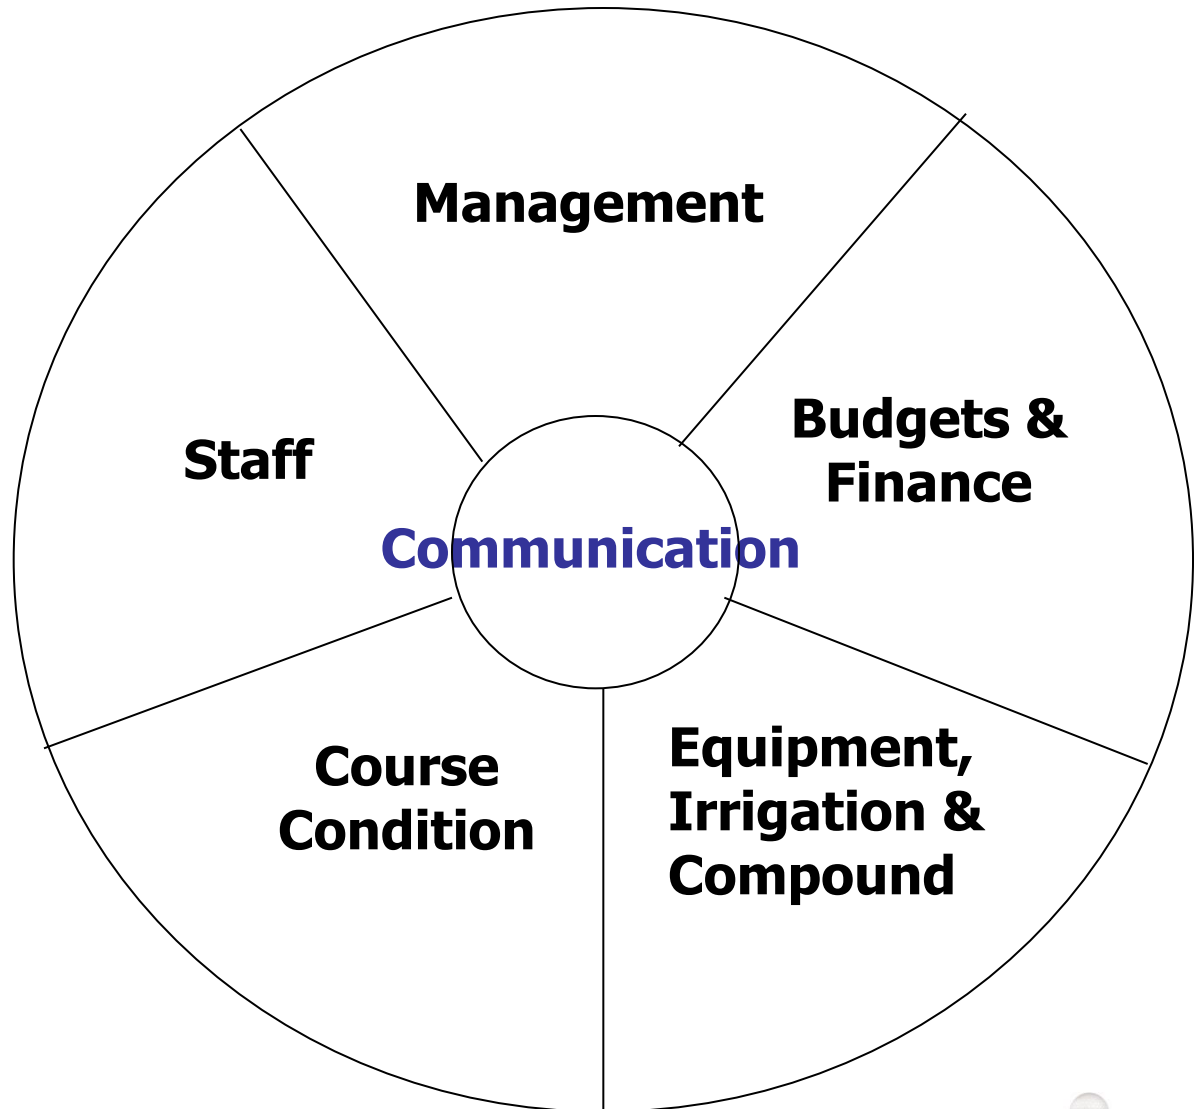 Management
Budgets &
Finance
Staff
Communication
Equipment,
Irrigation &
Compound
Course
Condition